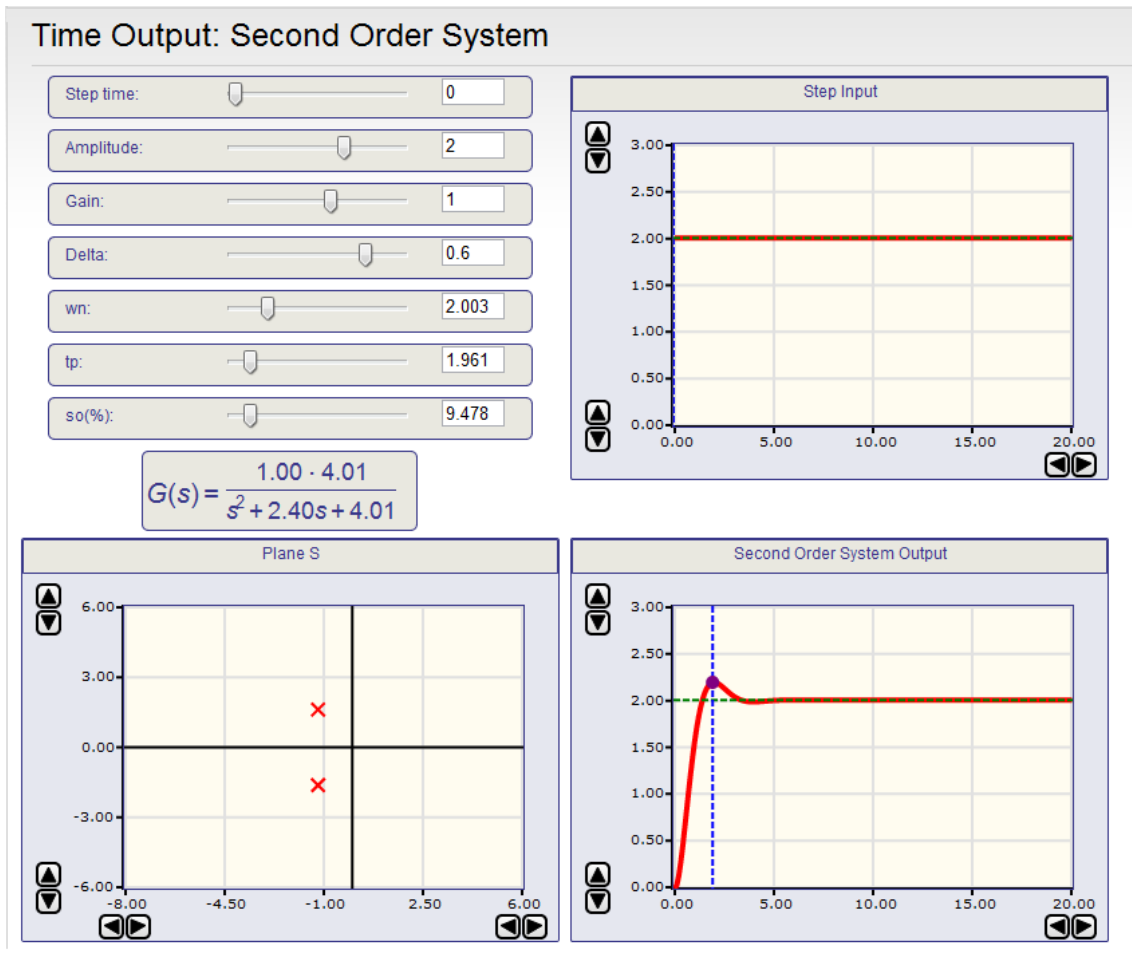 Time Output: Second Order System
Step time: 0
Amplitude: 2
Gain: 1
Delta: 0.6
wn: 2.003
tp: 1.961
so(%): 9.478
G(s) = 1.00 · 4.01
s² + 2.40s + 4.01
Step Input
3.00
2.50
2.00
1.50
1.00
0.50
0.00
0.00 5.00 10.00 15.00 20.00
Plane S
6.00
3.00
0.00
-3.00
-6.00
-8.00 -4.50 -1.00 2.50 6.00
Second Order System Output
3.00
2.50
2.00
1.50
1.00
0.50
0.00
0.00 5.00 10.00 15.00 20.00